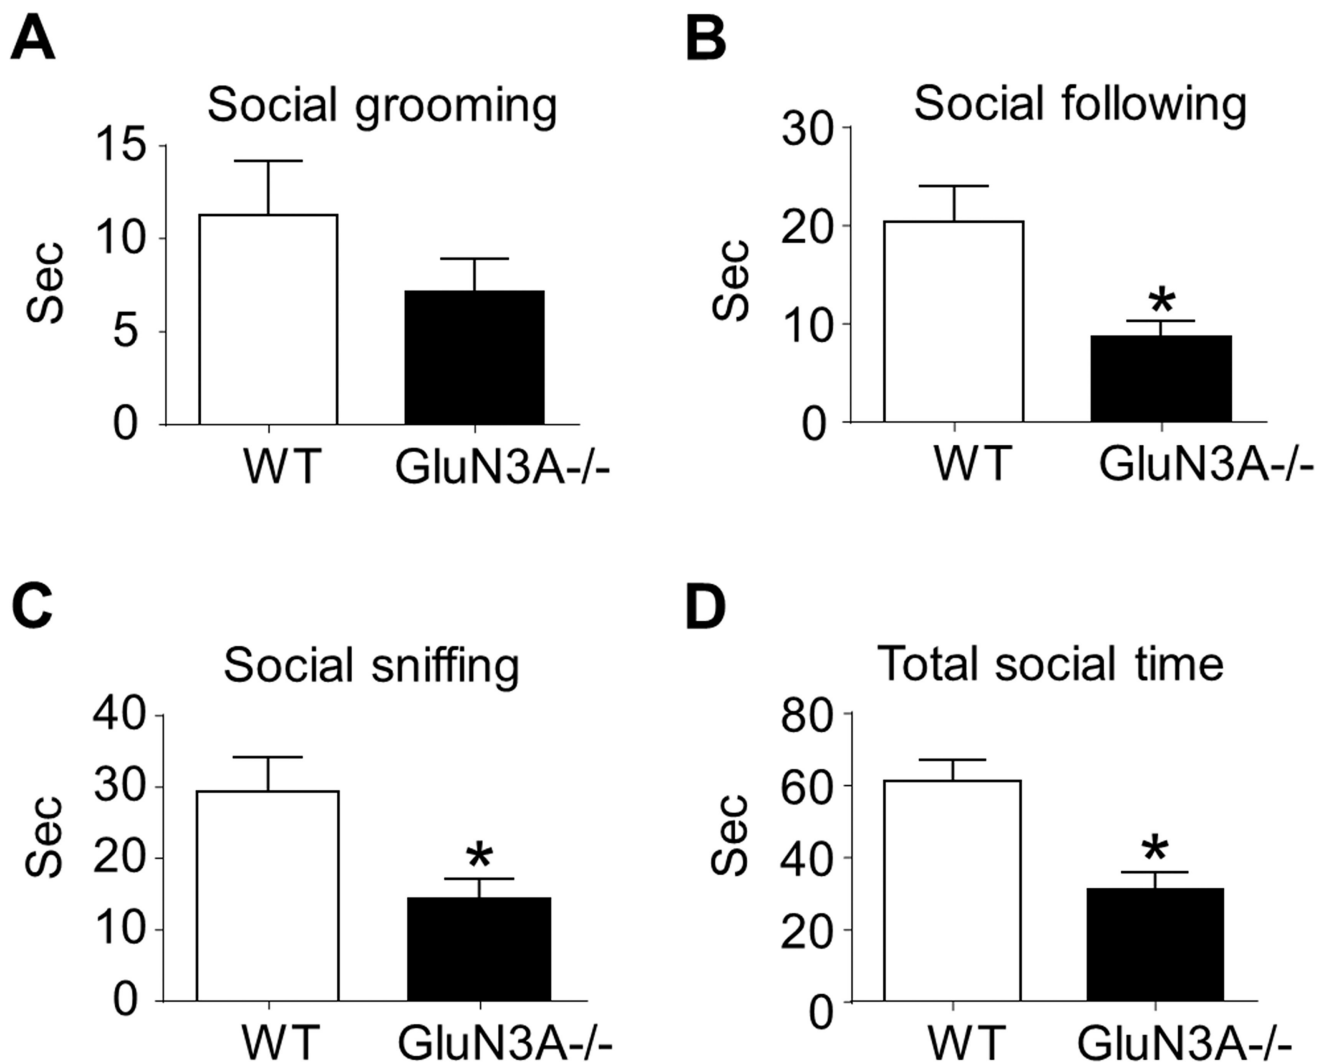 A
Social grooming
15
10
5
0
Sec
WT GluN3A-/-
B
Social following
30
20
10
0
Sec
*
WT GluN3A-/-
C
Social sniffing
40
30
20
10
0
Sec
*
WT GluN3A-/-
D
Total social time
80
60
40
20
0
Sec
*
WT GluN3A-/-